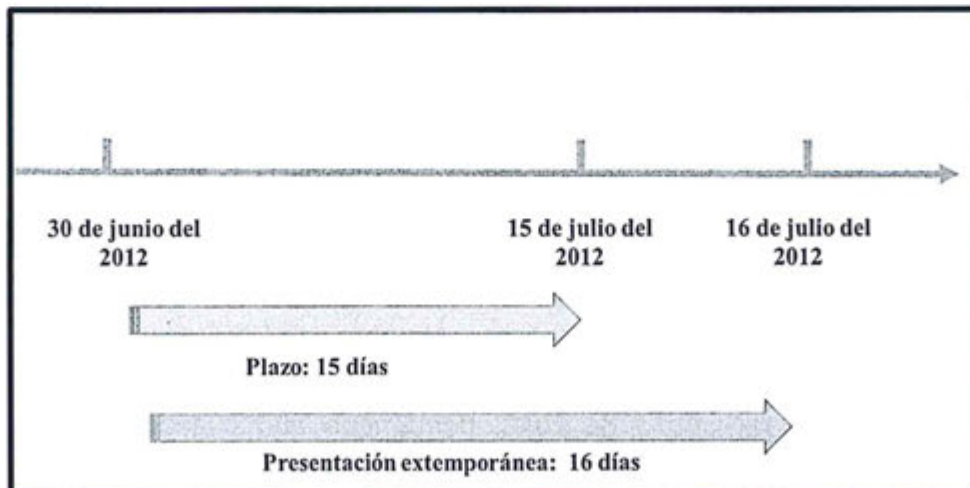 30 de junio del
2012
15 de julio del
2012
16 de julio del
2012
Plazo: 15 días
Presentación extemporánea: 16 días